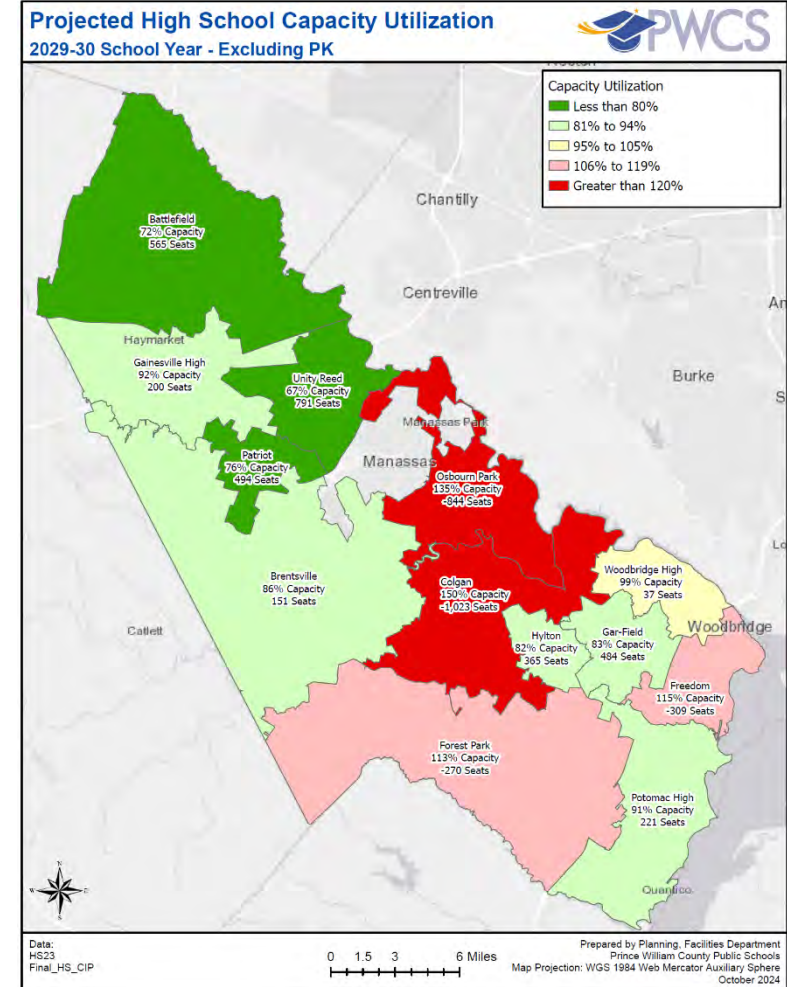 Projected High School Capacity Utilization
2029-30 School Year - Excluding PK
PWCS
Capacity Utilization
Less than 80%
81% to 94%
95% to 105%
106% to 119%
Greater than 120%
Chantilly
Battlefield
72% Capacity
565 Seats
Centreville
Haymarket
Gainesville High
92% Capacity
200 Seats
Unity Reed
67% Capacity
791 Seats
Burke
Manassas Park
Patriot
76% Capacity
494 Seats
Manassas
Osbourn Park
135% Capacity
-844 Seats
Brentsville
86% Capacity
151 Seats
Colgan
150% Capacity
-1,023 Seats
Woodbridge High
99% Capacity
37 Seats
Woodbridge
Catlett
Hylton
82% Capacity
365 Seats
Gar-Field
83% Capacity
484 Seats
Freedom
115% Capacity
-309 Seats
Forest Park
113% Capacity
-270 Seats
Potomac High
91% Capacity
221 Seats
Quantico
N
W
E
S
Data:
HS23
Final_HS_CIP
0 1.5 3 6 Miles
Prepared by Planning, Facilities Department
Prince William County Public Schools
Map Projection: WGS 1984 Web Mercator Auxiliary Sphere
October 2024